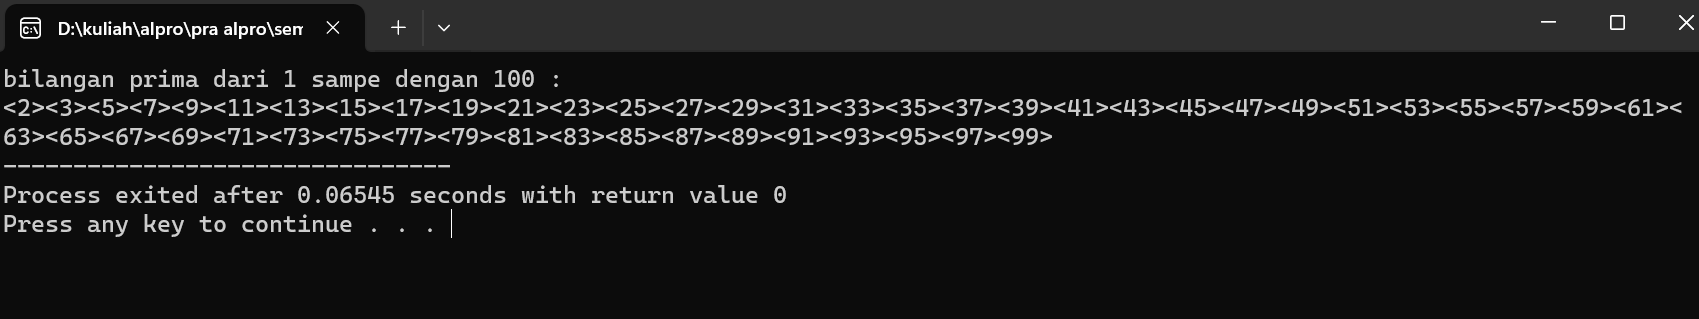 D:\kuliah\alpro\pra alpro\sem
bilangan prima dari 1 sampe dengan 100 :
<2><3><5><7><9><11><13><15><17><19><21><23><25><27><29><31><33><35><37><39><41><43><45><47><49><51><53><55><57><59><61><
63><65><67><69><71><73><75><77><79><81><83><85><87><89><91><93><95><97><99>
--------------------------------
Process exited after 0.06545 seconds with return value 0
Press any key to continue . . .